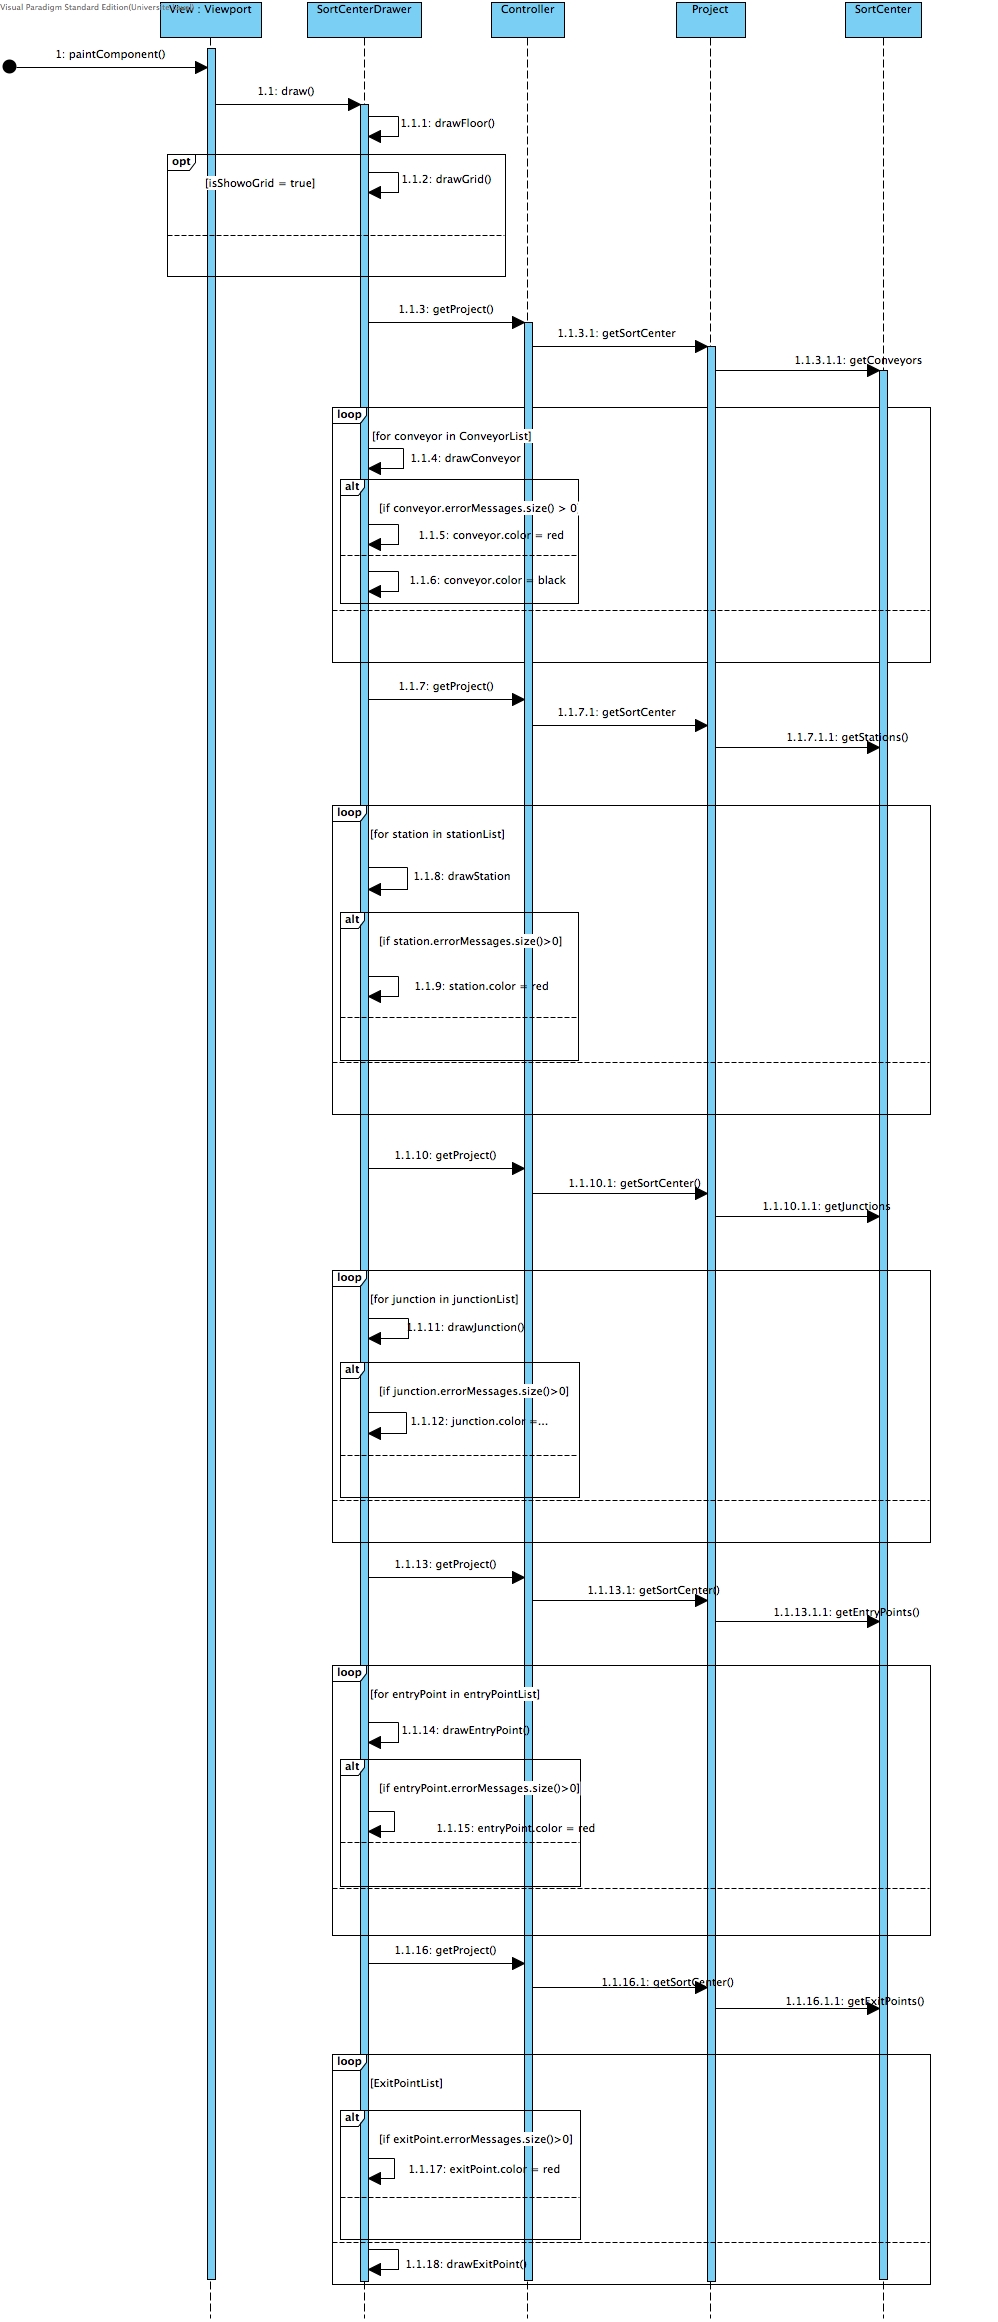 Visual Paradigm Standard Edition(Universite Laval)
View : Viewport
SortCenterDrawer
Controller
Project
SortCenter
1: paintComponent()
1.1: draw()
1.1.1: drawFloor()
opt
[isShowoGrid = true]
1.1.2: drawGrid()
1.1.3: getProject()
1.1.3.1: getSortCenter
1.1.3.1.1: getConveyors
loop
[for conveyor in ConveyorList]
1.1.4: drawConveyor
alt
[if conveyor.errorMessages.size() > 0
1.1.5: conveyor.color = red
1.1.6: conveyor.color = black
1.1.7: getProject()
1.1.7.1: getSortCenter
1.1.7.1.1: getStations()
loop
[for station in stationList]
1.1.8: drawStation
alt
[if station.errorMessages.size()>0]
1.1.9: station.color = red
1.1.10: getProject()
1.1.10.1: getSortCenter()
1.1.10.1.1: getJunctions
loop
[for junction in junctionList]
1.1.11: drawJunction()
alt
[if junction.errorMessages.size()>0]
1.1.12: junction.color =...
1.1.13: getProject()
1.1.13.1: getSortCenter()
1.1.13.1.1: getEntryPoints()
loop
[for entryPoint in entryPointList]
1.1.14: drawEntryPoint()
alt
[if entryPoint.errorMessages.size()>0]
1.1.15: entryPoint.color = red
1.1.16: getProject()
1.1.16.1: getSortCenter()
1.1.16.1.1: getExitPoints()
loop
[ExitPointList]
alt
[if exitPoint.errorMessages.size()>0]
1.1.17: exitPoint.color = red
1.1.18: drawExitPoint()